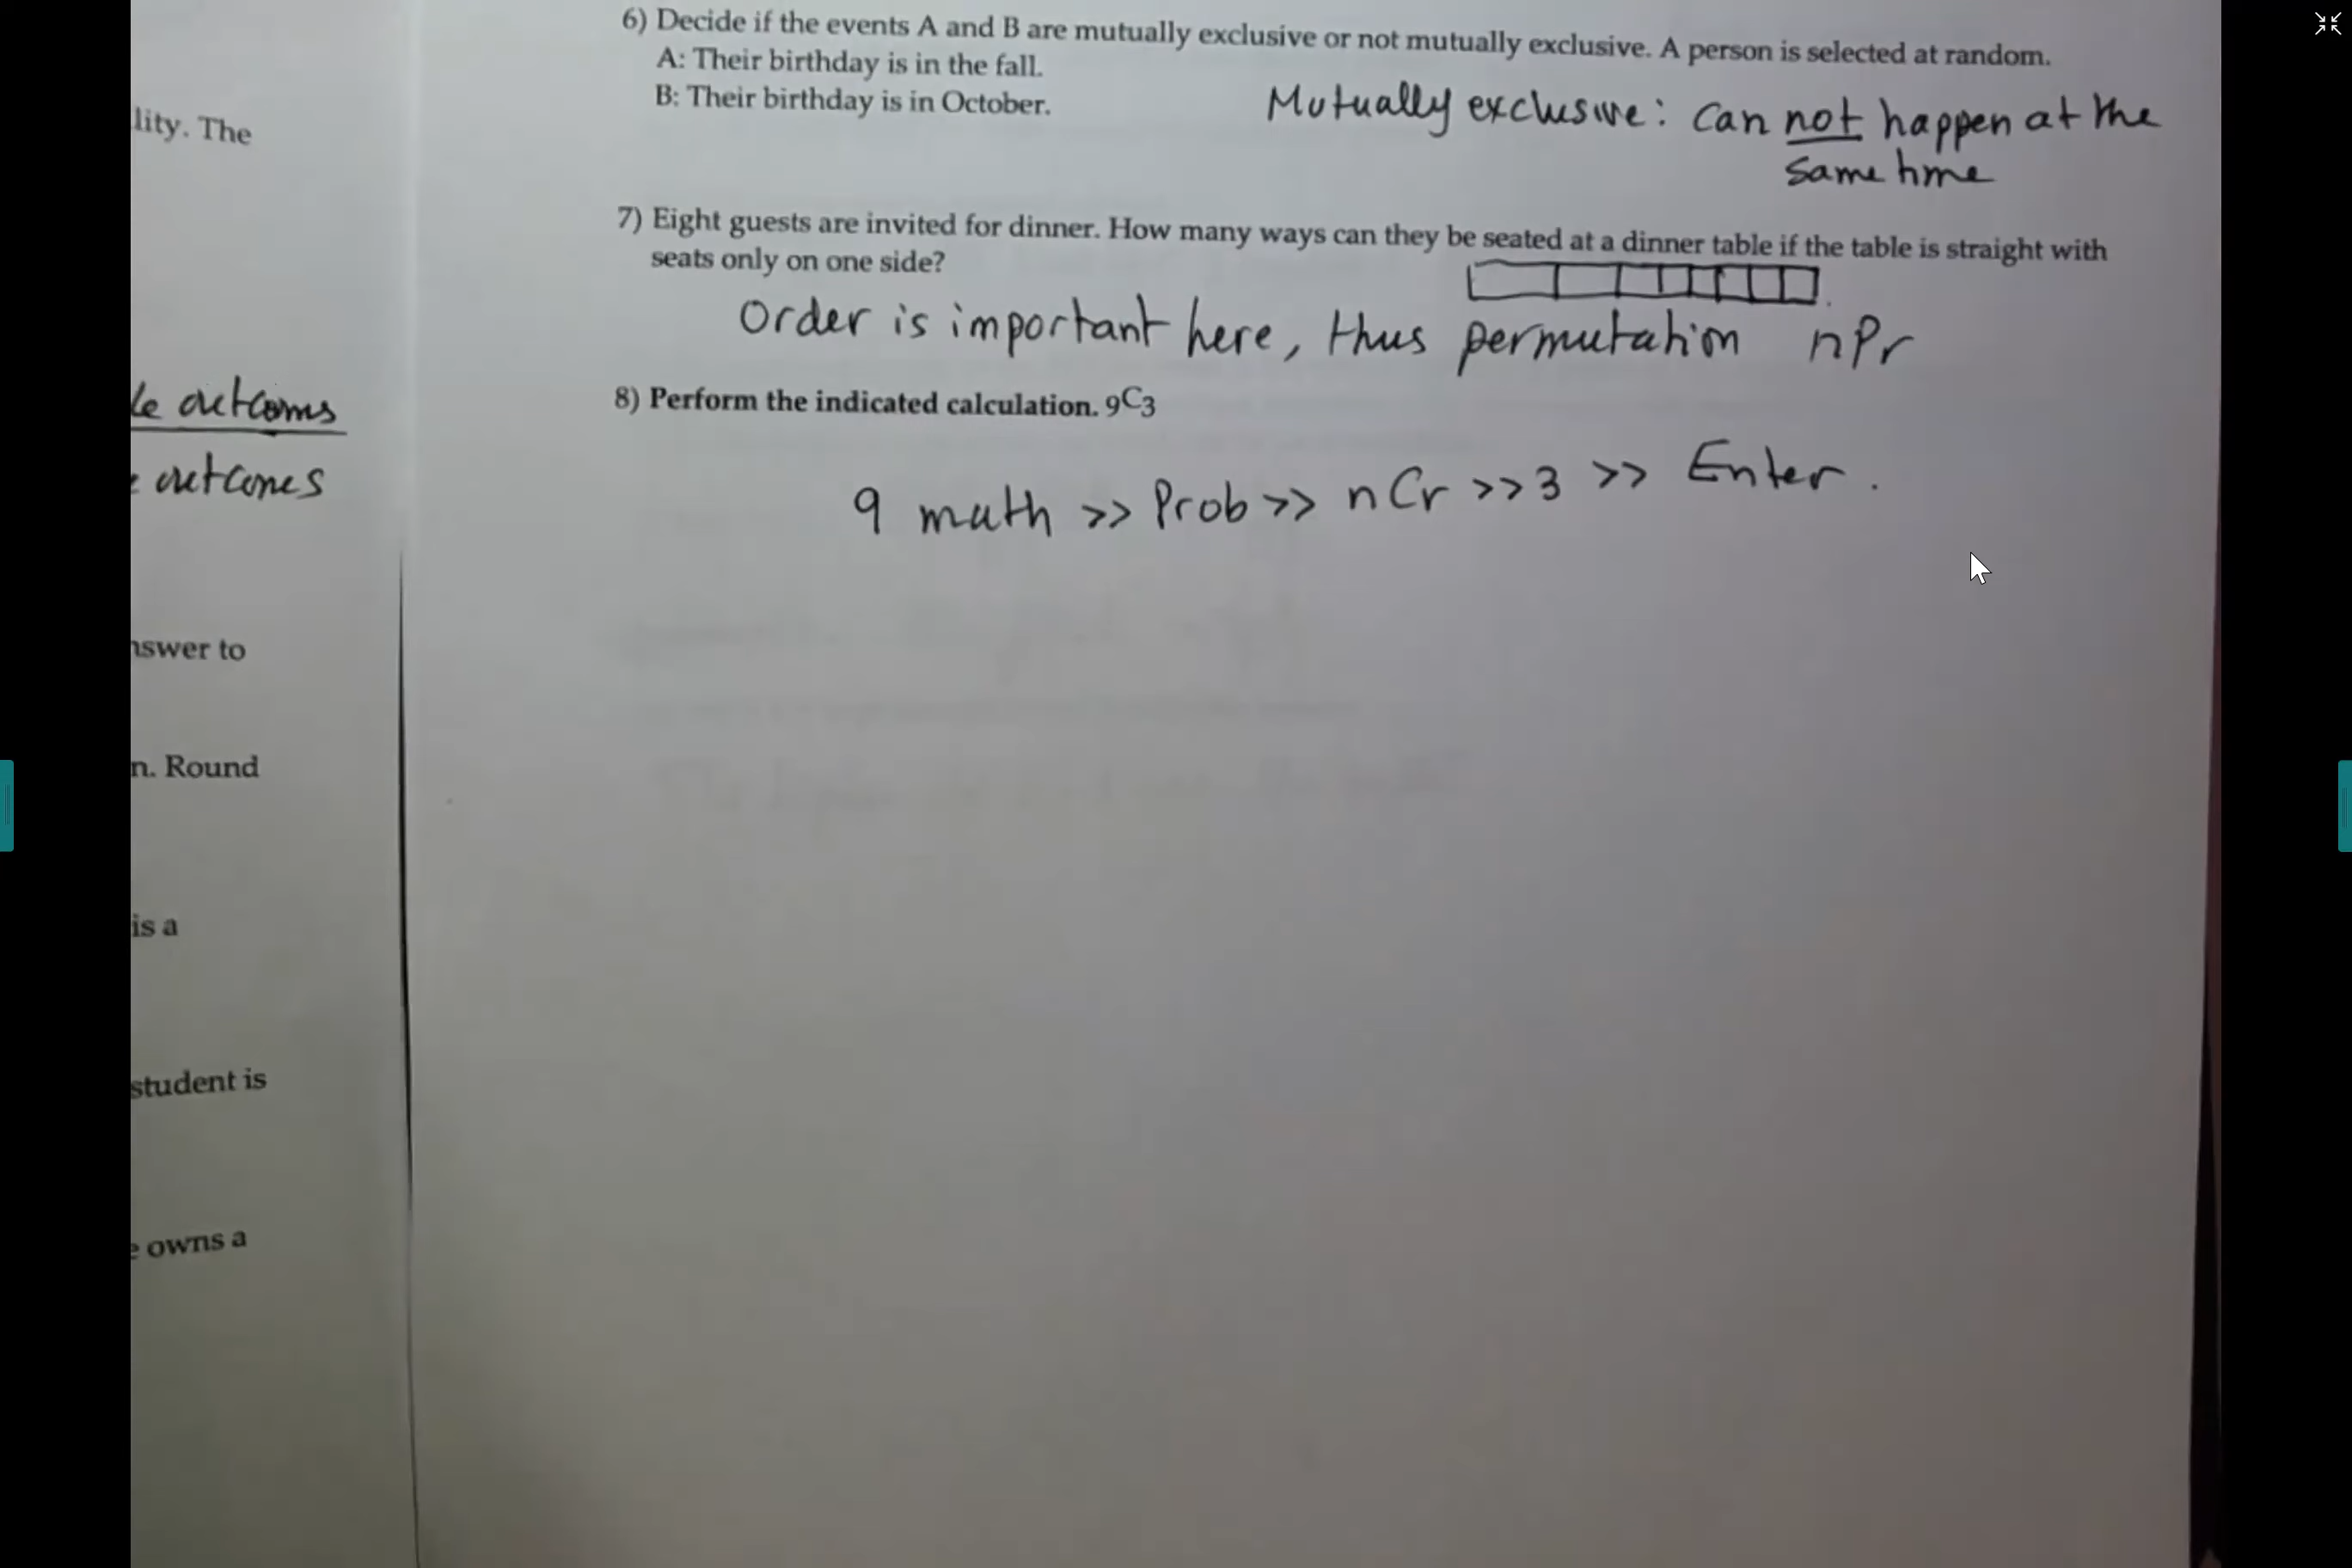 lity. The
outcoms
outcomes
nswer to
n. Round
is a
student is
owns a
6) Decide if the events A and B are mutually exclusive or not mutually exclusive. A person is selected at random.
A: Their birthday is in the fall.
B: Their birthday is in October.
Mutually exclusive: can not happen at the
same time
7) Eight guests are invited for dinner. How many ways can they be seated at a dinner table if the table is straight with
seats only on one side?
Order is important here, thus permutation nPr
8) Perform the indicated calculation. 9C3
9 math >> Prob >> nCr >> 3 >> Enter.